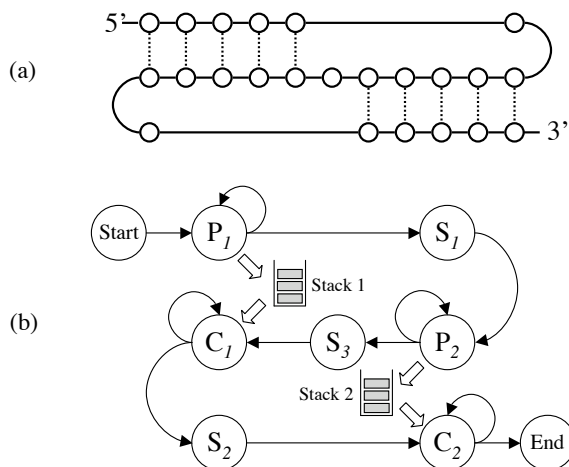 5’
(a)
3’
Start P1 S1
Stack 1
(b) C1 S3 P2
Stack 2
S2 C2 End